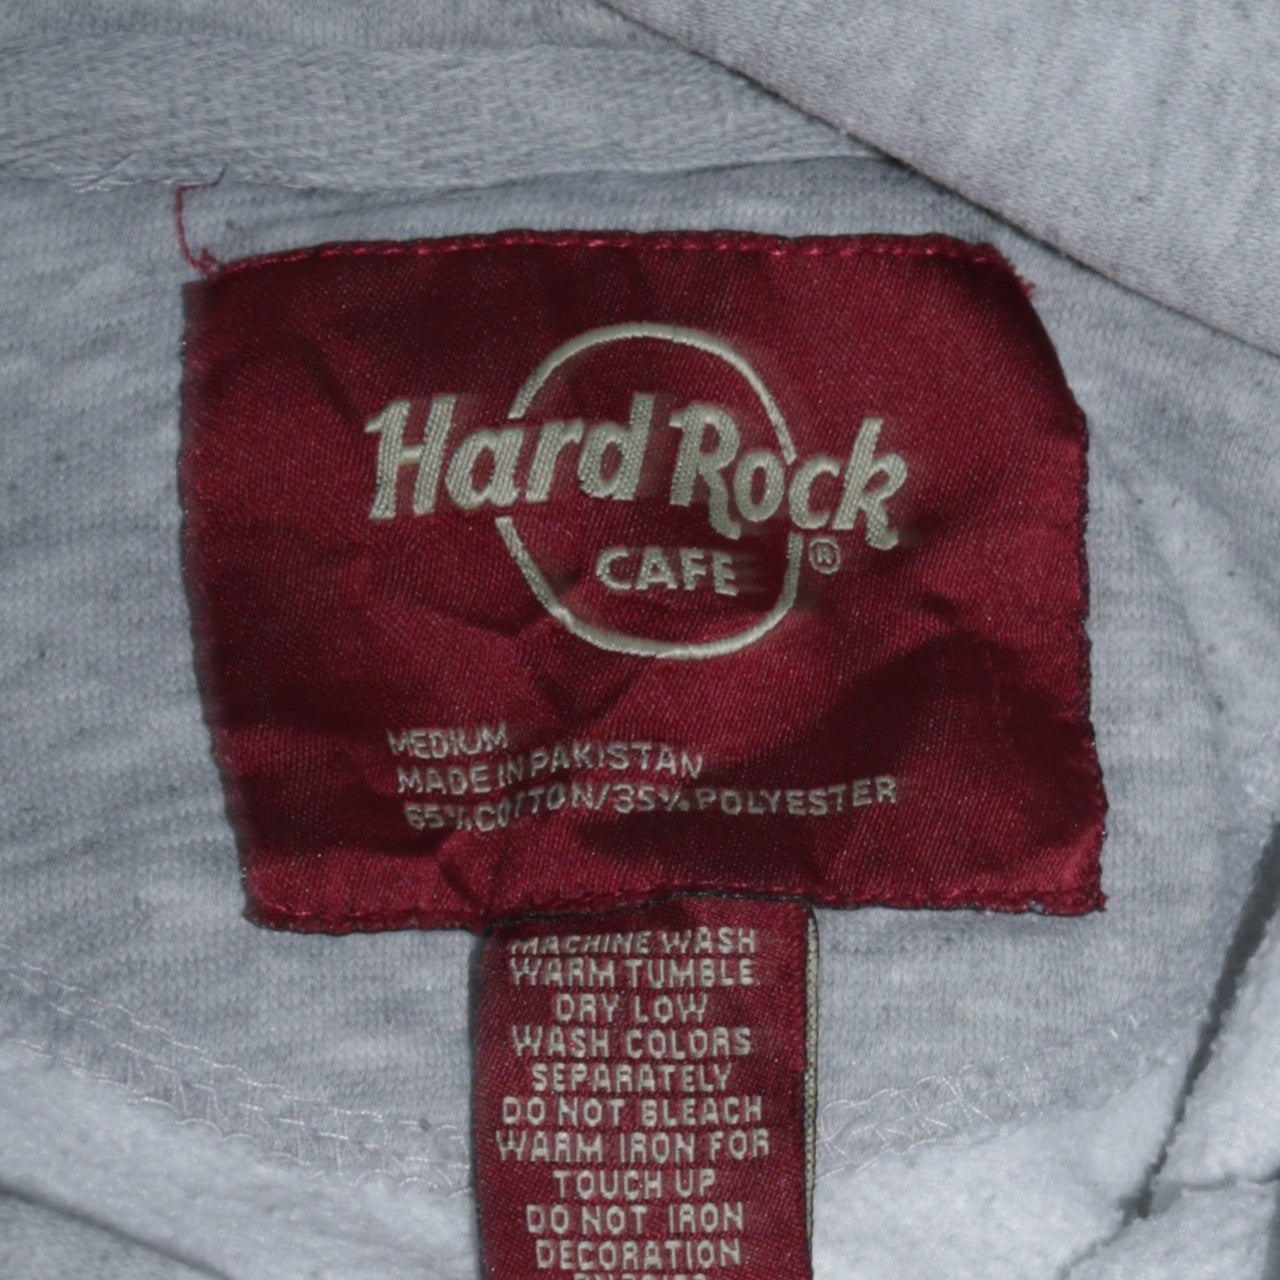 Hard Rock
CAFE ®
MEDIUM
MADE IN PAKISTAN
65% COTTON/35% POLYESTER
MACHINE WASH
WARM TUMBLE
DRY LOW
WASH COLORS
SEPARATELY
DO NOT BLEACH
WARM IRON FOR
TOUCH UP
DO NOT IRON
DECORATION